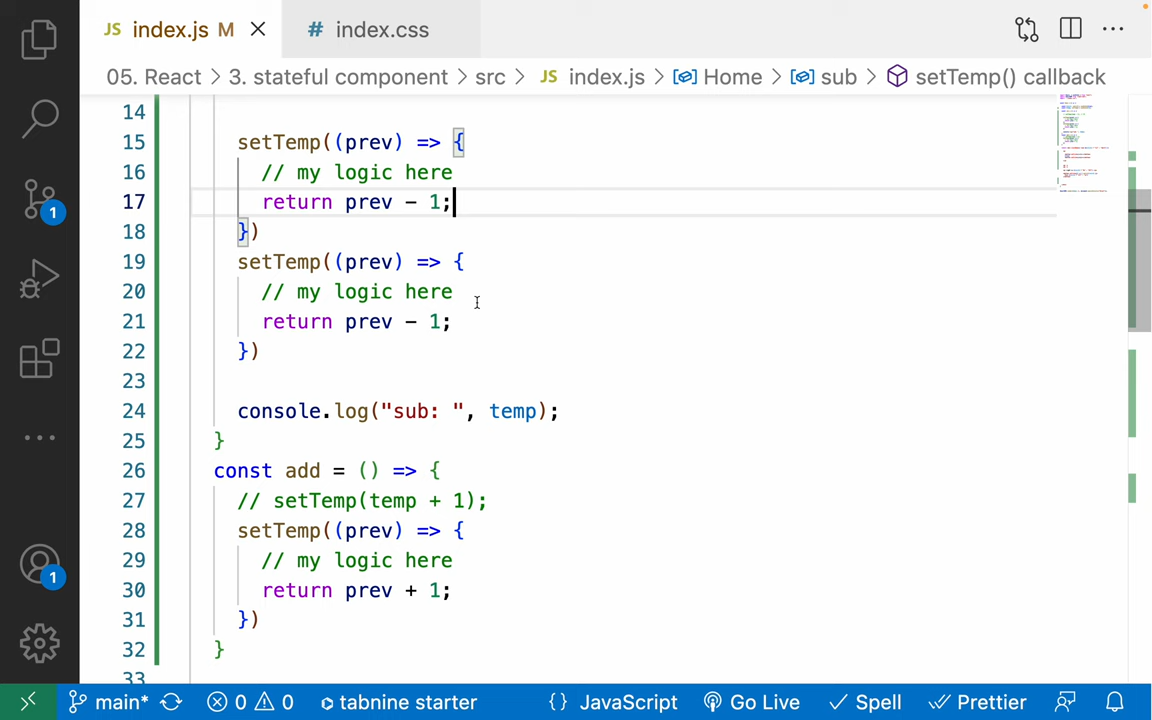 JS index.js M
# index.css
05. React > 3. stateful component > src > JS index.js > Home > sub > setTemp() callback
14
15 setTemp((prev) => {
16 // my logic here
17 return prev - 1;
18 })
19 setTemp((prev) => {
20 // my logic here
21 return prev - 1;
22 })
23
24 console.log("sub: ", temp);
25 }
26 const add = () => {
27 // setTemp(temp + 1);
28 setTemp((prev) => {
29 // my logic here
30 return prev + 1;
31 })
32 }
33
1
1
main* 0 0 tabnine starter {} JavaScript Go Live Spell Prettier